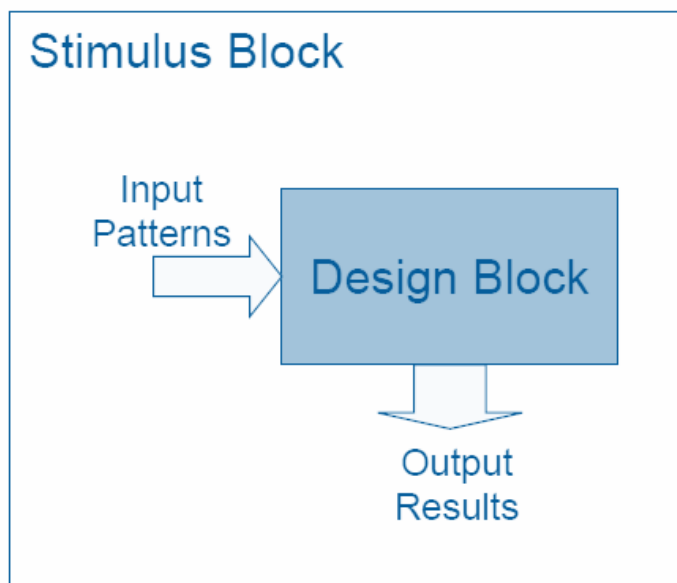 Stimulus Block
Input
Patterns
Design Block
Output
Results